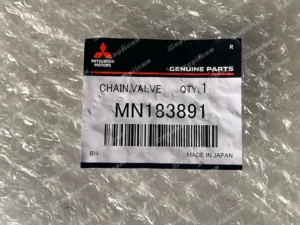 MITSUBISHI
MOTORS
GENUINE PARTS
R
CHAIN,VALVE QTY.1
MN183891
BH
MADE IN JAPAN